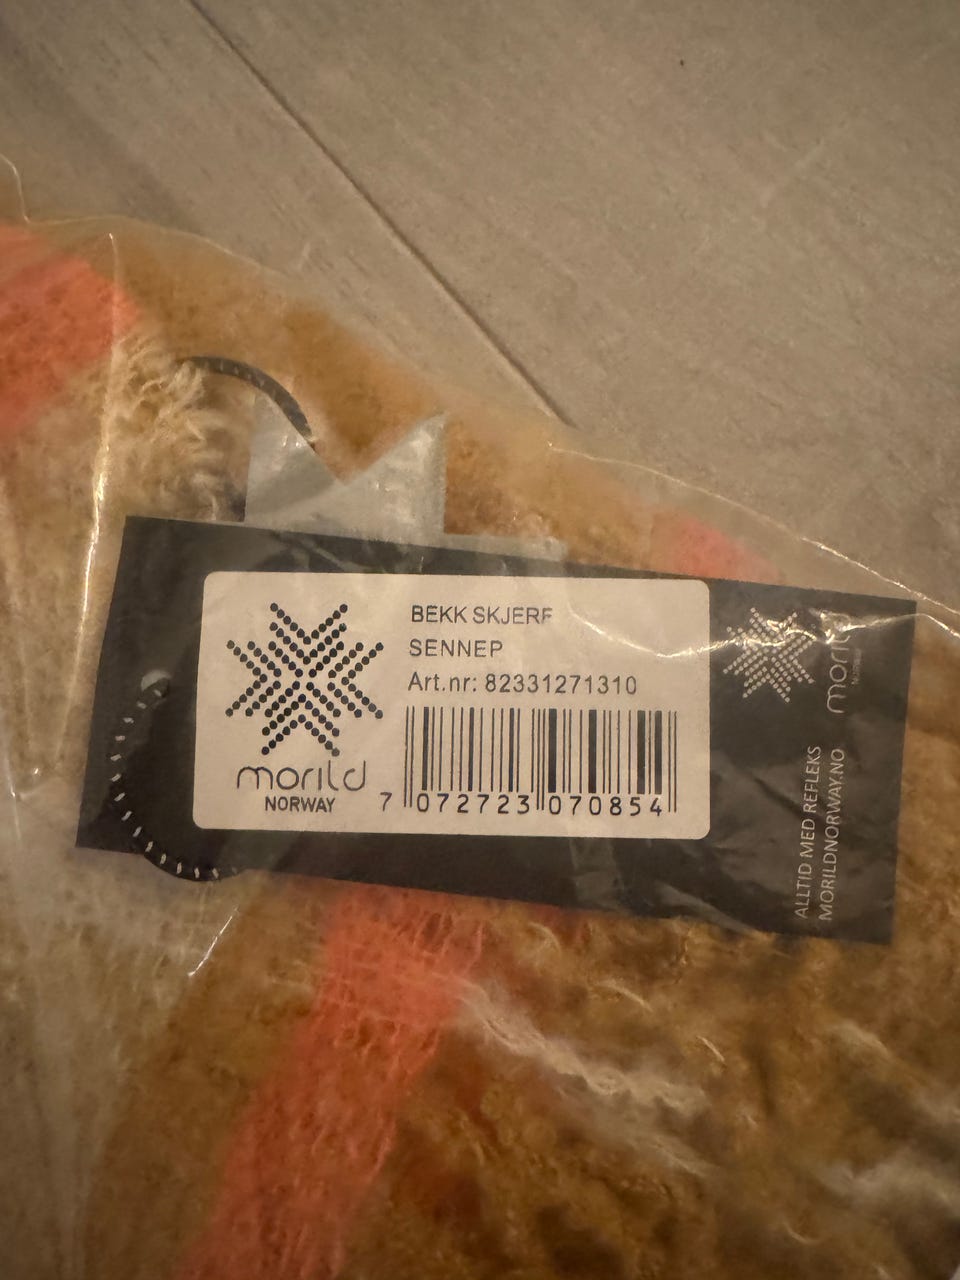 BEKK SKJERF
SENNEP
Art.nr: 82331271310
morild
NORWAY
7 072723 070854
morild
ALLTID MED REFLEKS
MORILDNORWAY.NO